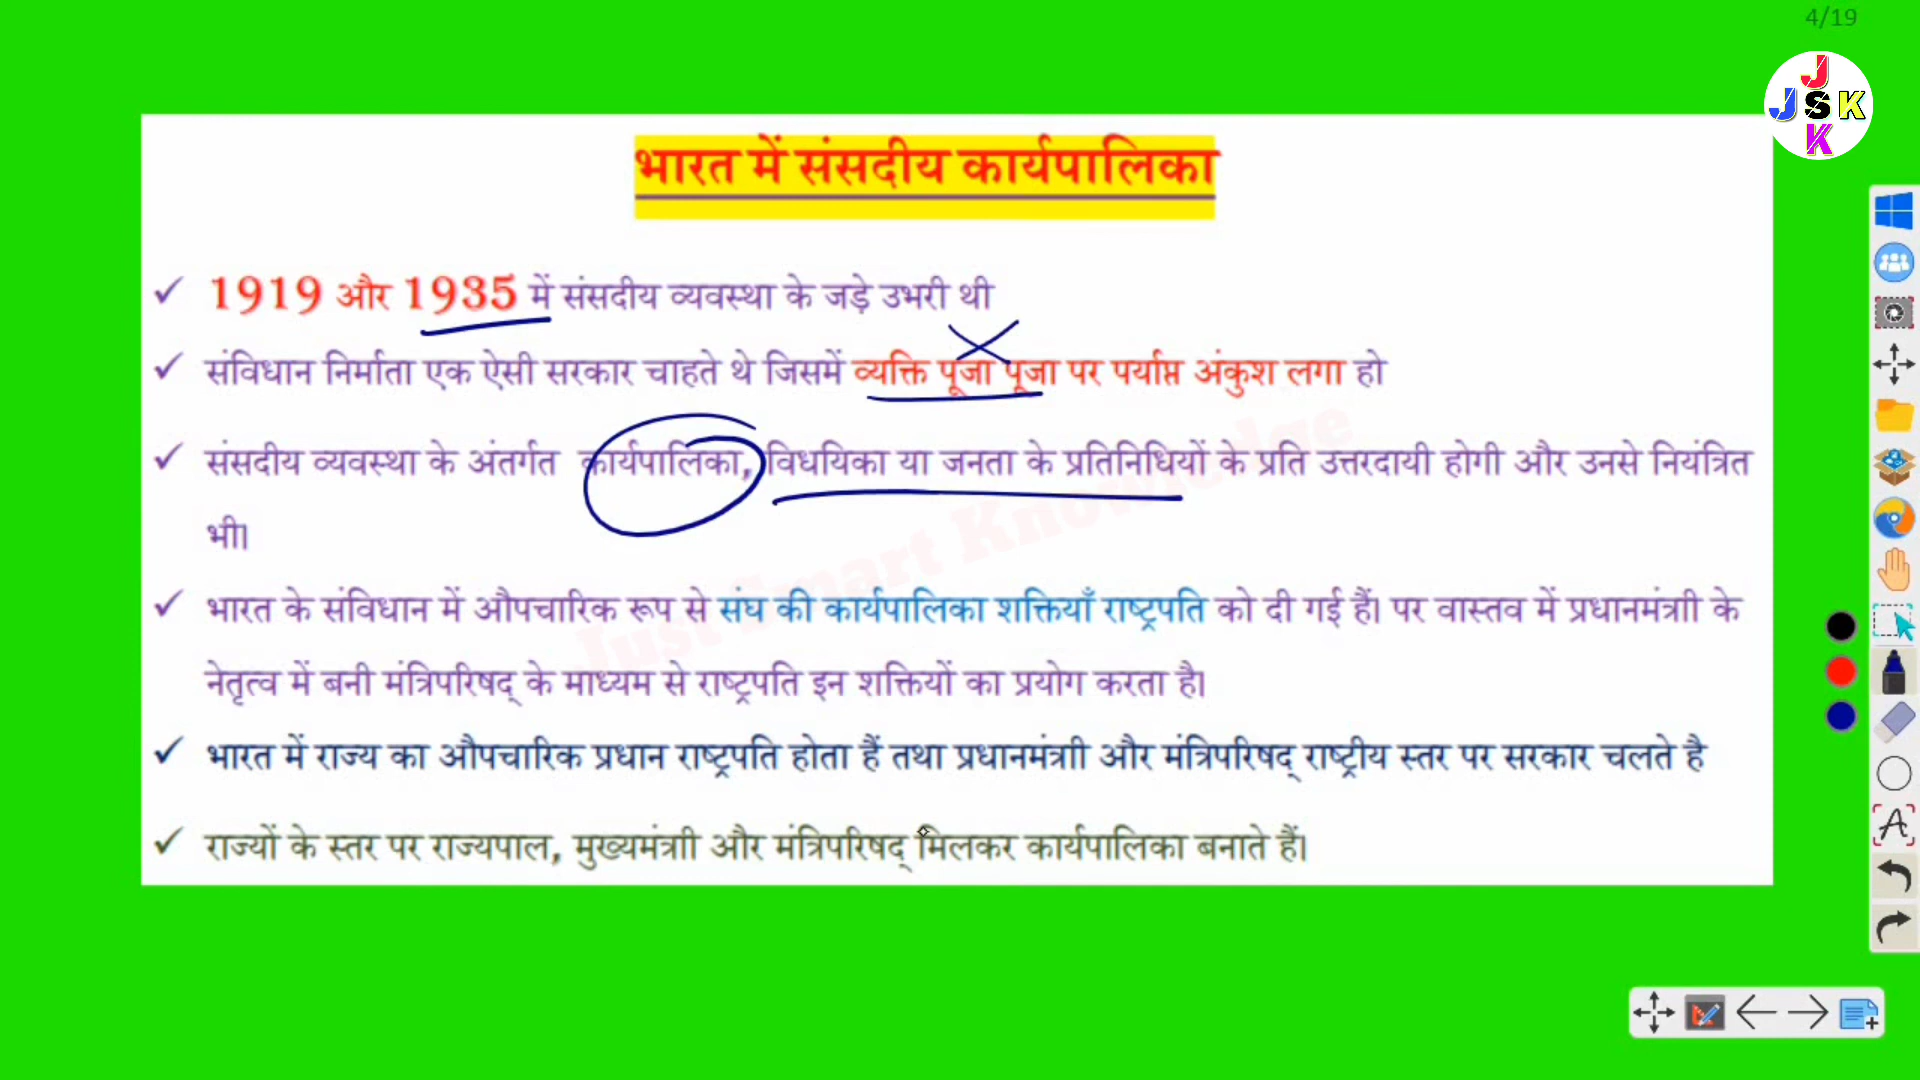 4/19
J
J S K
K
भारत में संसदीय कार्यपालिका
✓ 1919 और 1935 में संसदीय व्यवस्था के जड़े उभरी थी
✓ संविधान निर्माता एक ऐसी सरकार चाहते थे जिसमें व्यक्ति पूजा पूजा पर पर्याप्त अंकुश लगा हो
✓ संसदीय व्यवस्था के अंतर्गत कार्यपालिका, विधयिका या जनता के प्रतिनिधियों के प्रति उत्तरदायी होगी और उनसे नियंत्रित
भी।
✓ भारत के संविधान में औपचारिक रूप से संघ की कार्यपालिका शक्तियाँ राष्ट्रपति को दी गई हैं। पर वास्तव में प्रधानमंत्राी के
नेतृत्व में बनी मंत्रिपरिषद् के माध्यम से राष्ट्रपति इन शक्तियों का प्रयोग करता है।
✓ भारत में राज्य का औपचारिक प्रधान राष्ट्रपति होता हैं तथा प्रधानमंत्राी और मंत्रिपरिषद् राष्ट्रीय स्तर पर सरकार चलते है
✓ राज्यों के स्तर पर राज्यपाल, मुख्यमंत्राी और मंत्रिपरिषद् मिलकर कार्यपालिका बनाते हैं।
Just Smart Knowledge